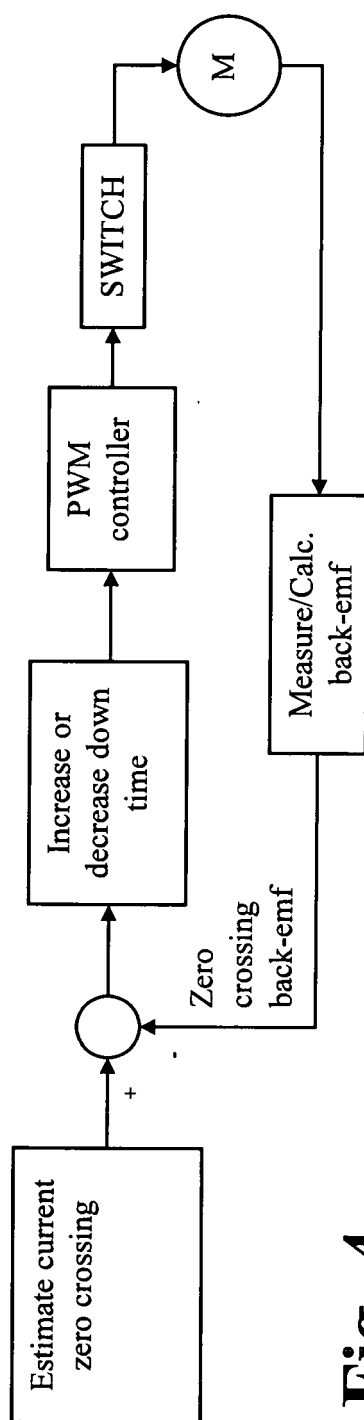 Estimate current
zero crossing
+
-
Increase or
decrease down
time
PWM
controller
SWITCH
M
Measure/Calc.
back-emf
Zero
crossing
back-emf
Fig. 4